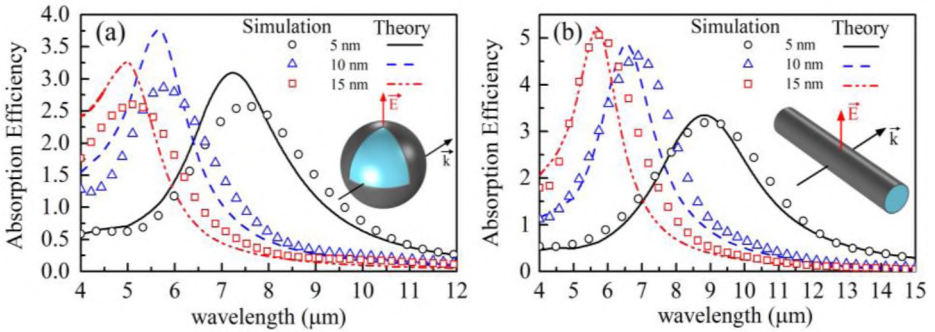 (a)
Simulation Theory
5 nm
10 nm
15 nm
E
k
4.0
3.5
3.0
2.5
2.0
1.5
1.0
0.5
0.0
Absorption Efficiency
4 5 6 7 8 9 10 11 12
wavelength (μm)
(b)
Simulation Theory
5 nm
10 nm
15 nm
E
k
5
4
3
2
1
0
Absorption Efficiency
4 5 6 7 8 9 10 11 12 13 14 15
wavelength (μm)